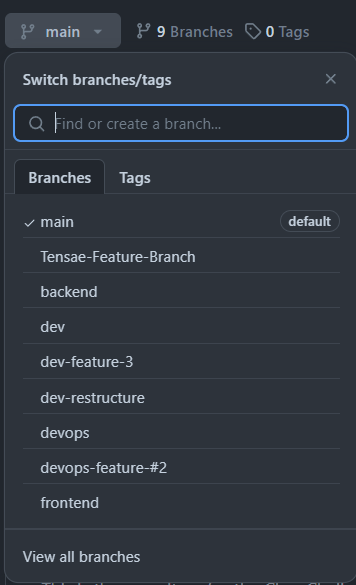 main 9 Branches 0 Tags
Switch branches/tags
Find or create a branch...
Branches Tags
main default
Tensae-Feature-Branch
backend
dev
dev-feature-3
dev-restructure
devops
devops-feature-#2
frontend
View all branches